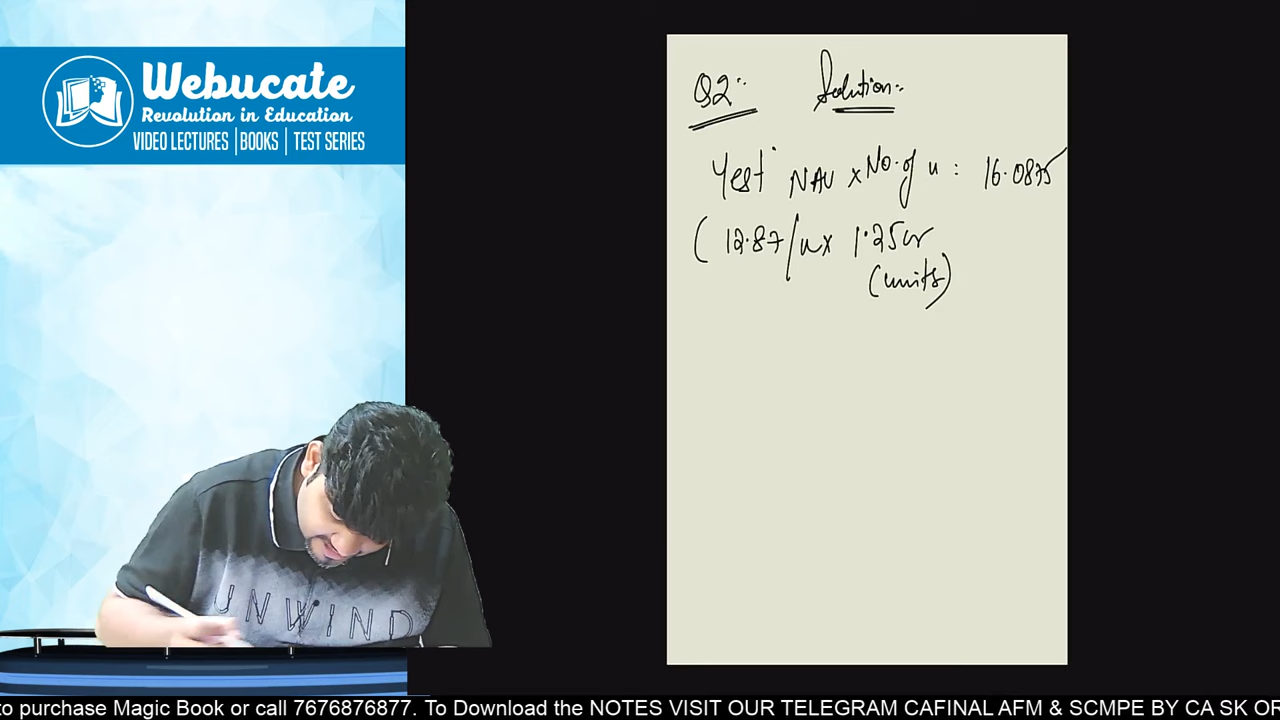 Webucate
Revolution in Education
VIDEO LECTURES | BOOKS | TEST SERIES
Q2:- Solution:-
Yest NAV x No. of u : 16.0875
( 12.87/u x 1.25cr
(units)
UNWIND
to purchase Magic Book or call 7676876877. To Download the NOTES VISIT OUR TELEGRAM CAFINAL AFM & SCMPE BY CA SK OR